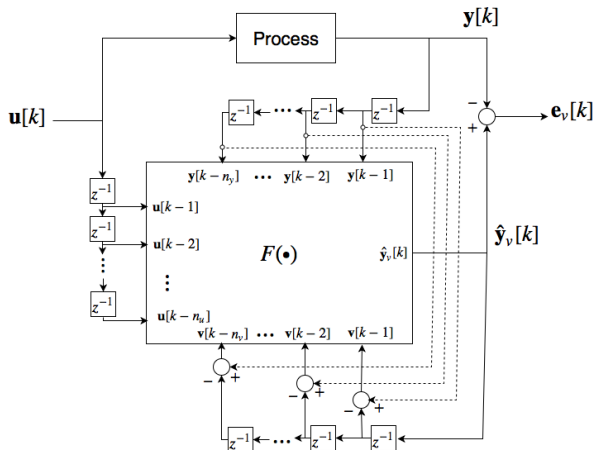 y[k]
Process
u[k]
−
+
e_v[k]
z⁻¹ ... z⁻¹ z⁻¹
y[k − n_y] ... y[k−2] y[k−1]
z⁻¹
u[k−1]
z⁻¹
u[k−2]
F(•)
ŷ_v[k]
ŷ_v[k]
⋮
⋮
z⁻¹
u[k − n_u]
v[k − n_v] ... v[k−2] v[k−1]
− +
− +
− +
z⁻¹ ... z⁻¹ z⁻¹